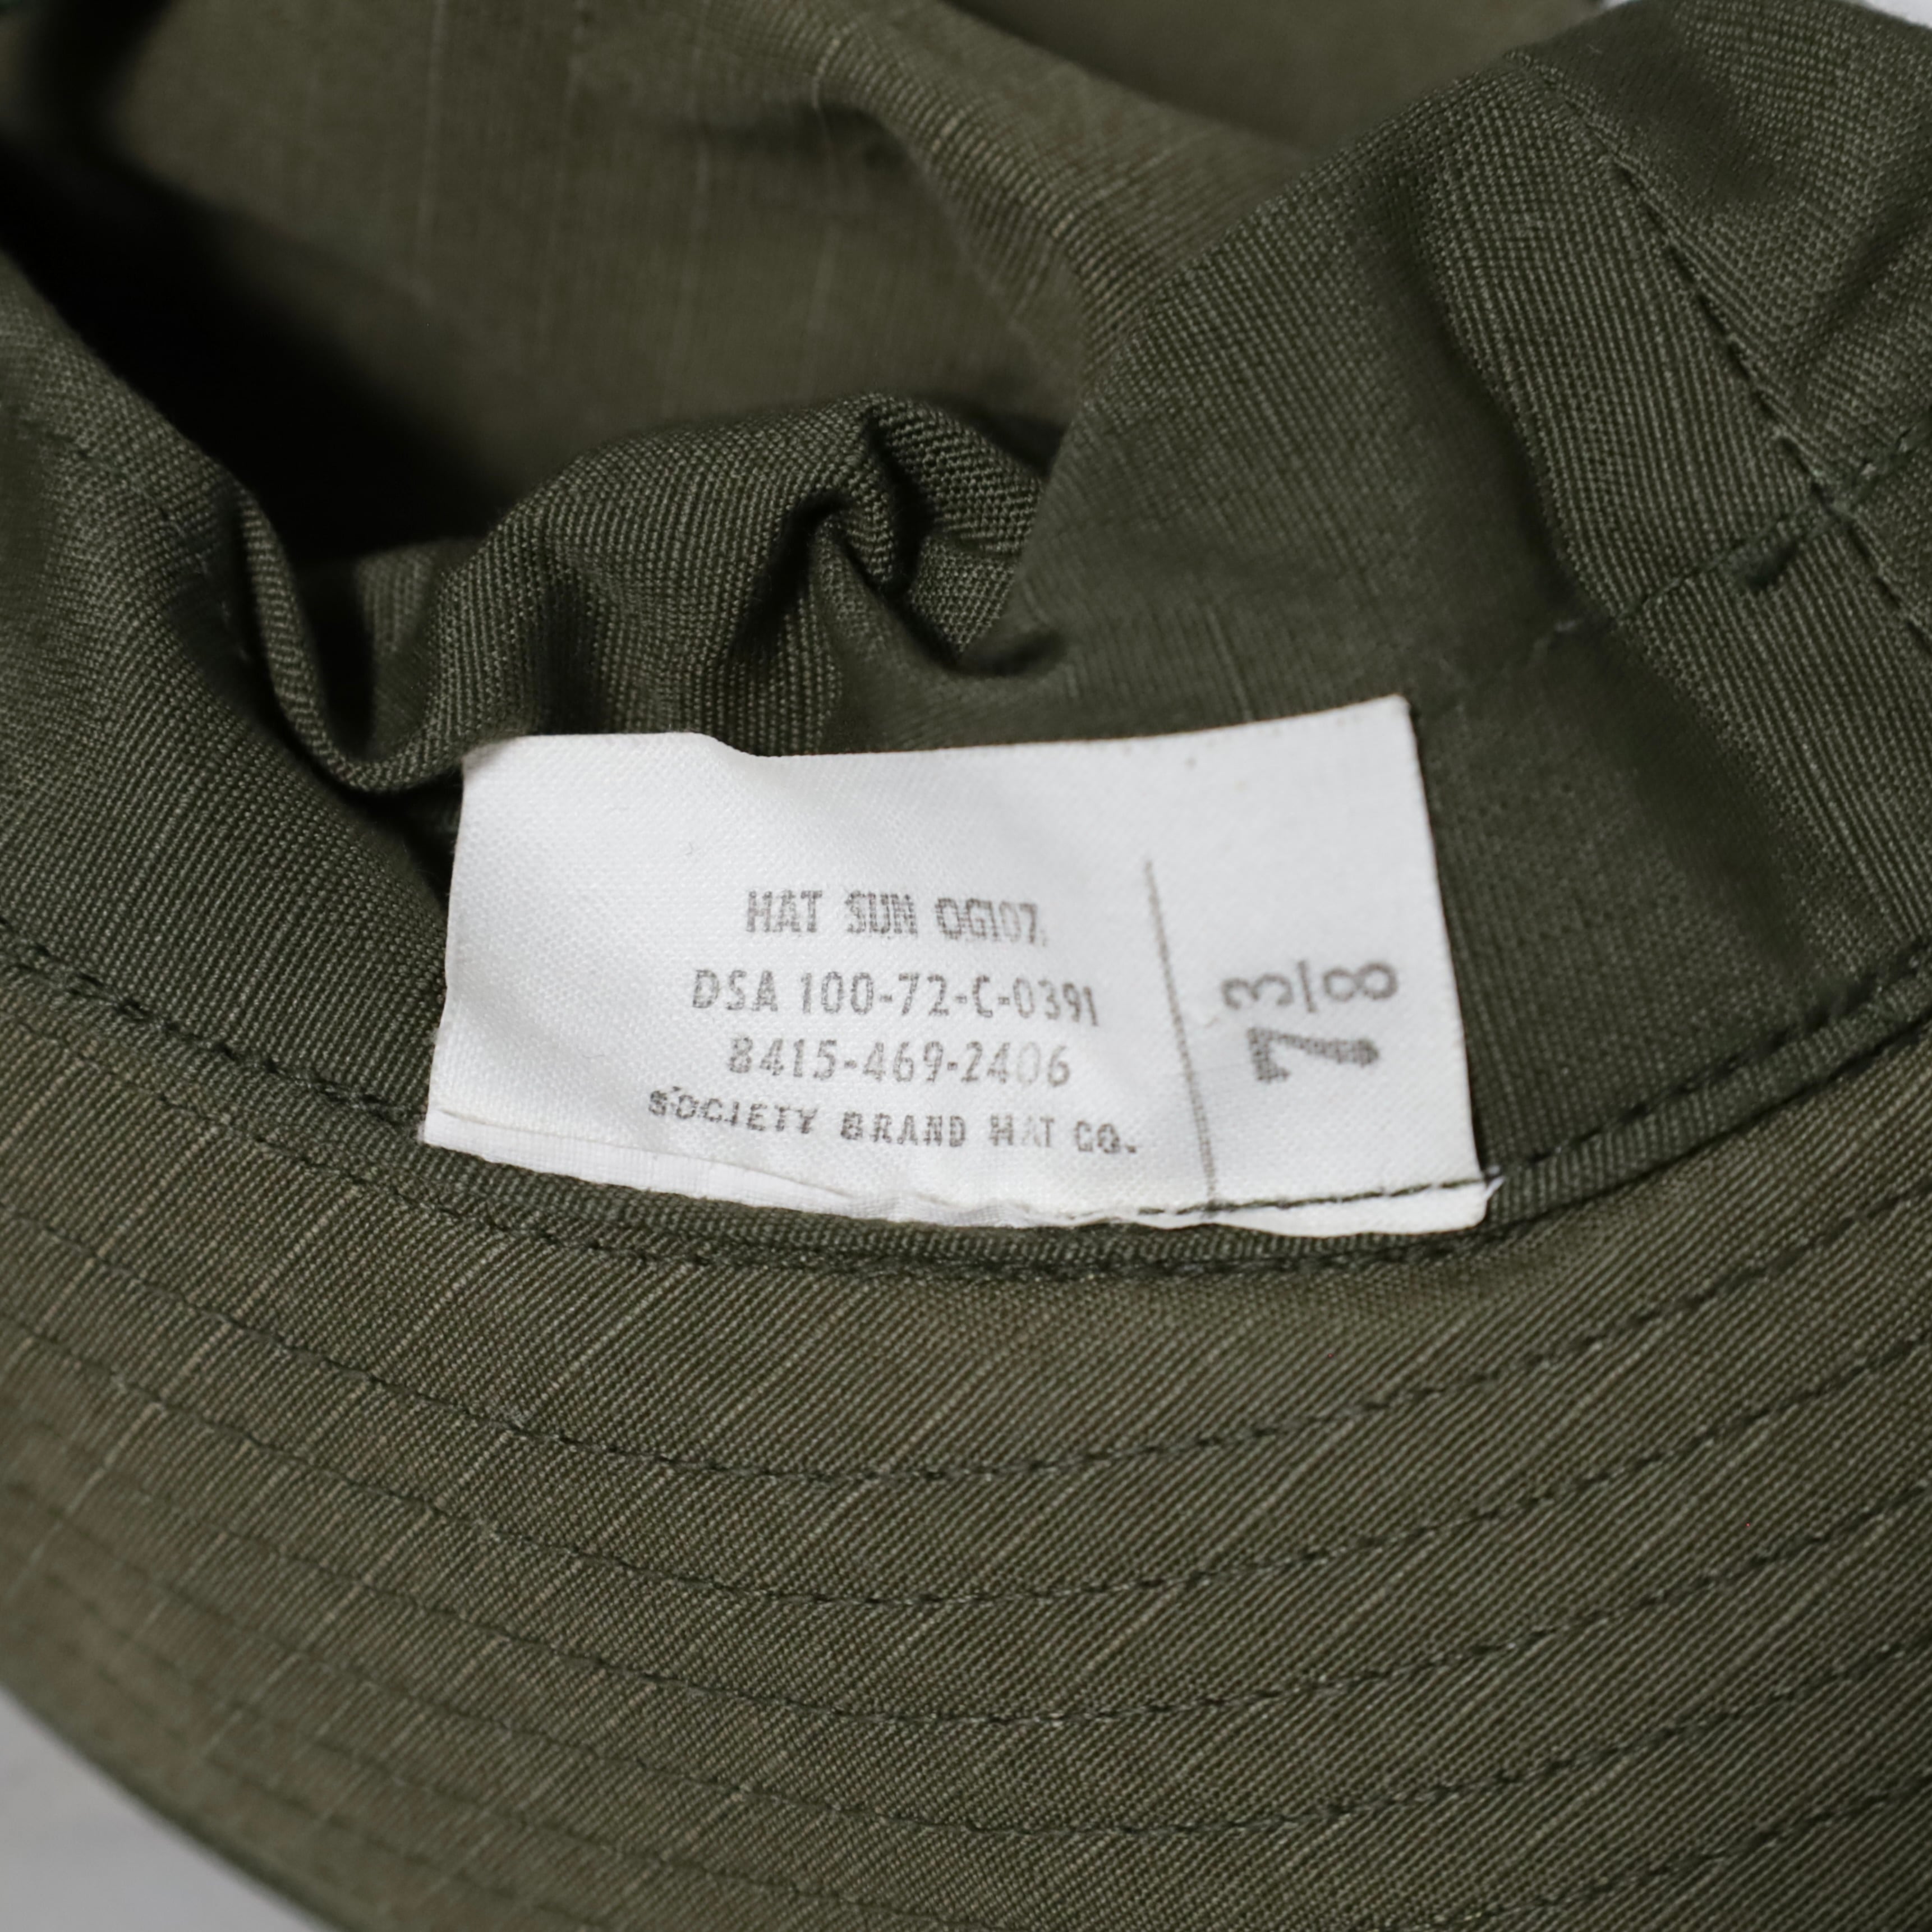 HAT SUN OG107
DSA 100-72-C-0391
8415-469-2406
SOCIETY BRAND HAT CO.
7 3/8